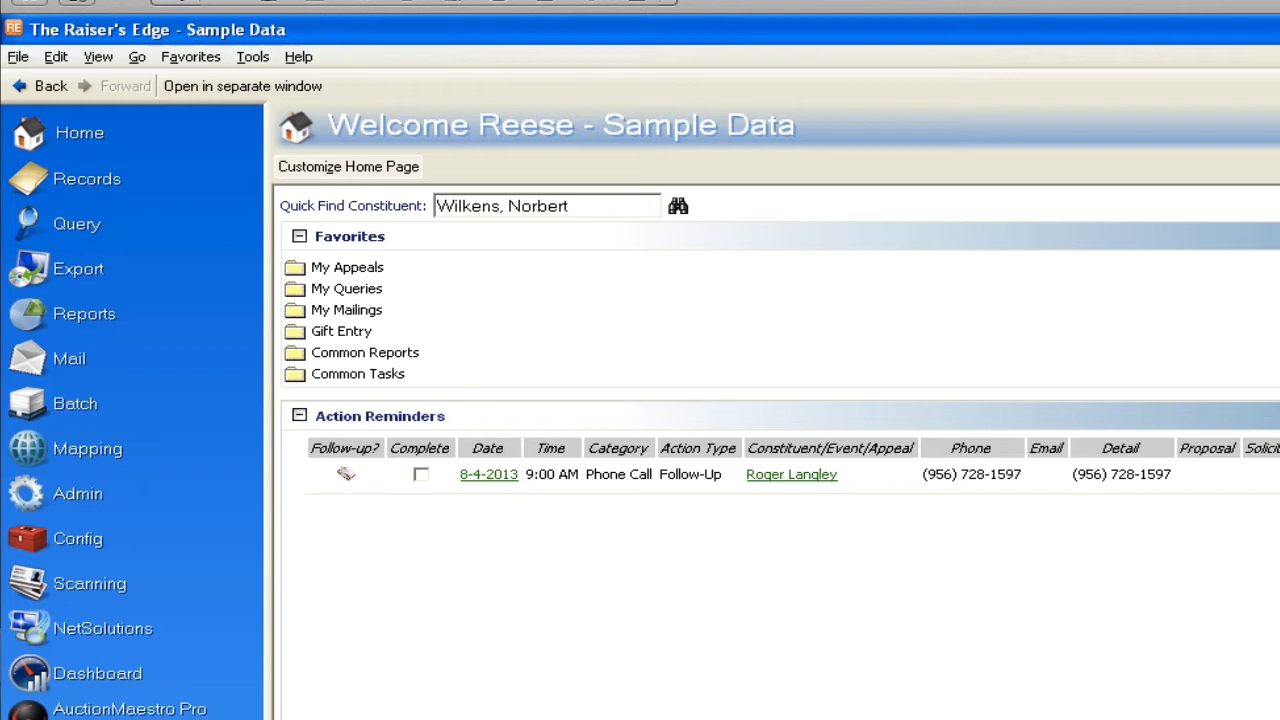 RE The Raiser's Edge - Sample Data
File Edit View Go Favorites Tools Help
Back Forward Open in separate window
Home
Records
Query
Export
Reports
Mail
Batch
Mapping
Admin
Config
Scanning
NetSolutions
Dashboard
AuctionMaestro Pro
Welcome Reese - Sample Data
Customize Home Page
Quick Find Constituent: Wilkens, Norbert
Favorites
My Appeals
My Queries
My Mailings
Gift Entry
Common Reports
Common Tasks
Action Reminders
Follow-up? Complete Date Time Category Action Type Constituent/Event/Appeal Phone Email Detail Proposal Solicit
8-4-2013 9:00 AM Phone Call Follow-Up Roger Langley (956) 728-1597 (956) 728-1597